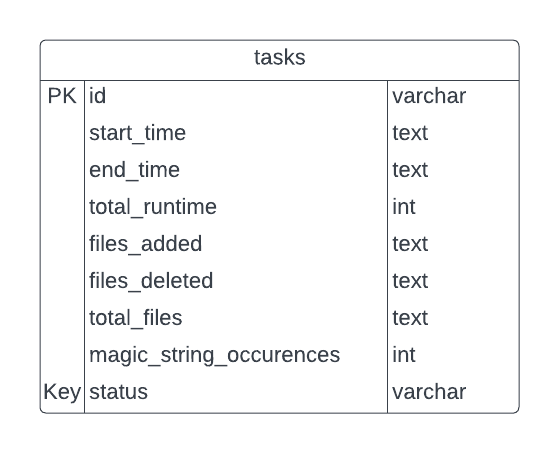 tasks
PK id varchar
start_time text
end_time text
total_runtime int
files_added text
files_deleted text
total_files text
magic_string_occurences int
Key status varchar